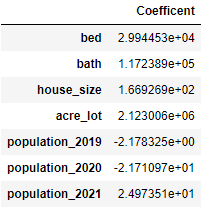 Coefficent
bed 2.994453e+04
bath 1.172389e+05
house_size 1.669269e+02
acre_lot 2.123006e+06
population_2019 -2.178325e+00
population_2020 -2.171097e+01
population_2021 2.497351e+01